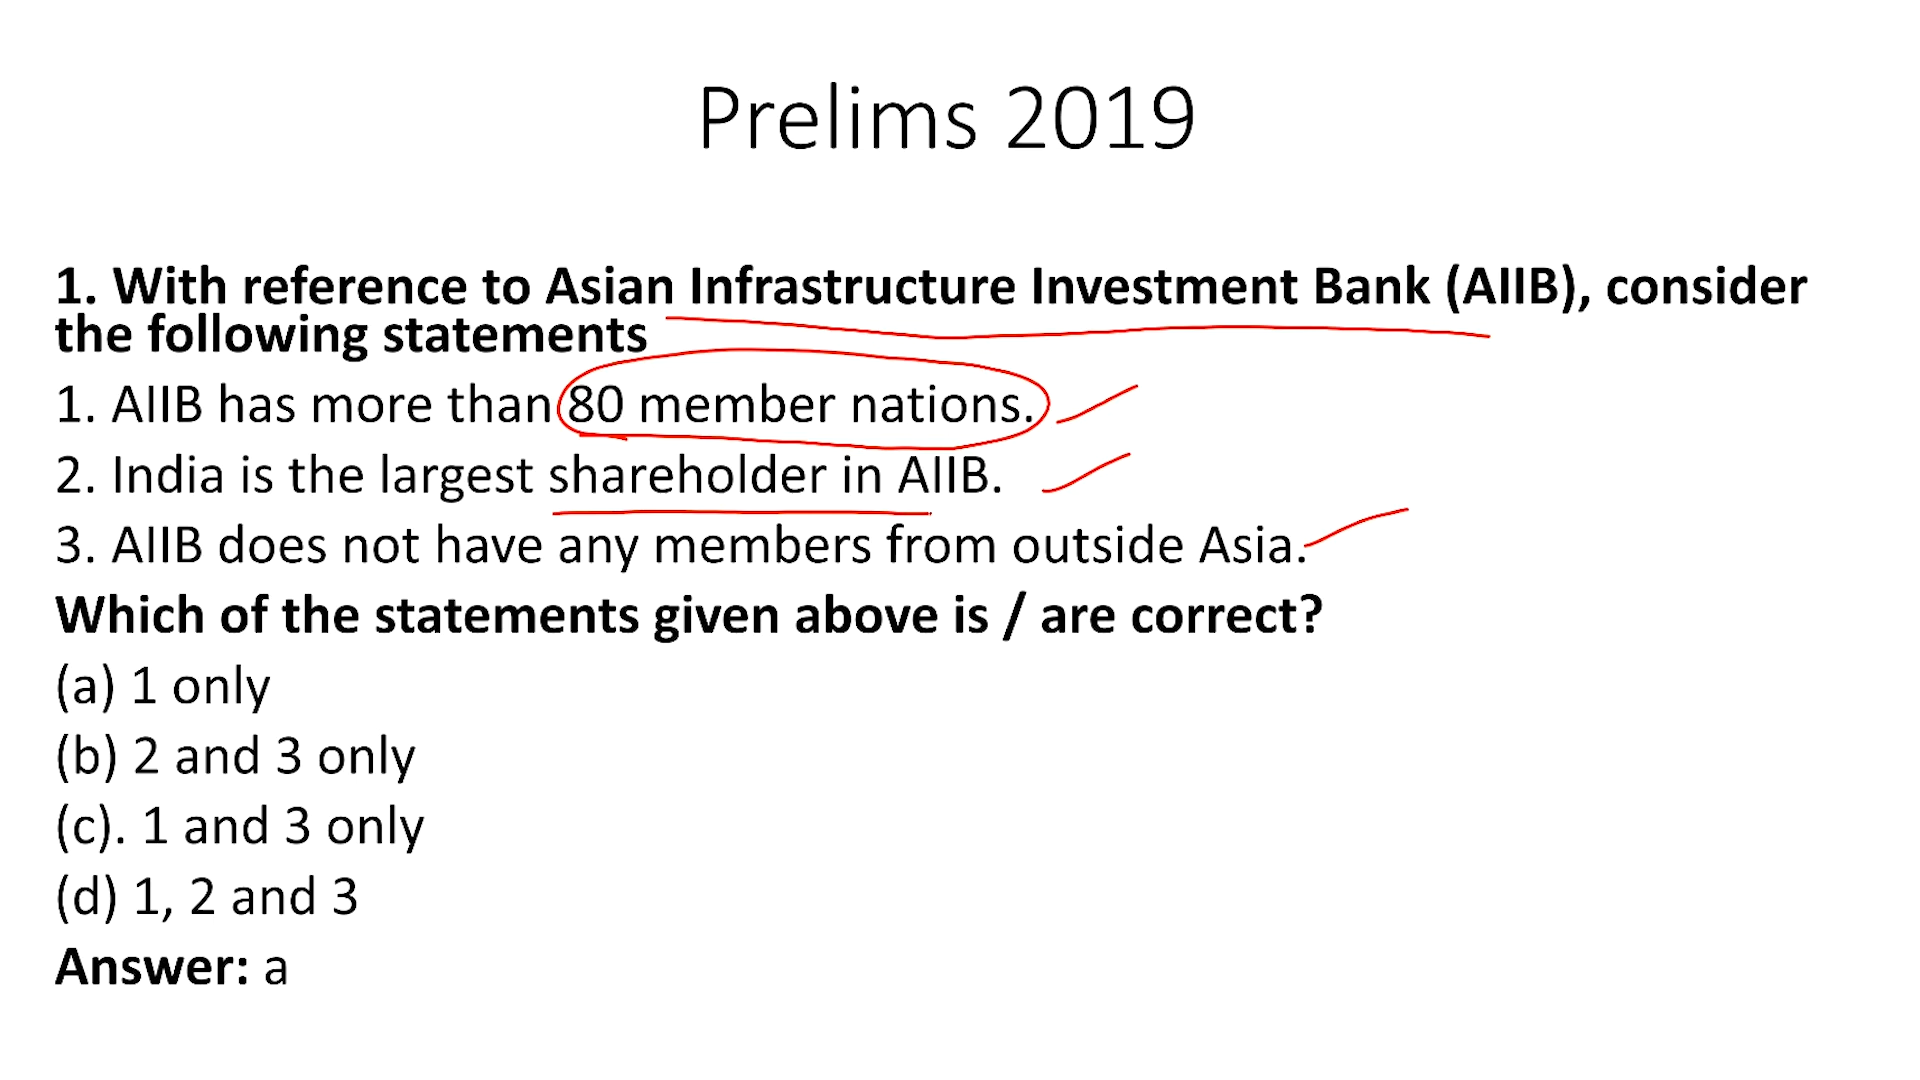 Prelims 2019
1. With reference to Asian Infrastructure Investment Bank (AIIB), consider
the following statements
1. AIIB has more than 80 member nations.
2. India is the largest shareholder in AIIB.
3. AIIB does not have any members from outside Asia.
Which of the statements given above is / are correct?
(a) 1 only
(b) 2 and 3 only
(c). 1 and 3 only
(d) 1, 2 and 3
Answer: a